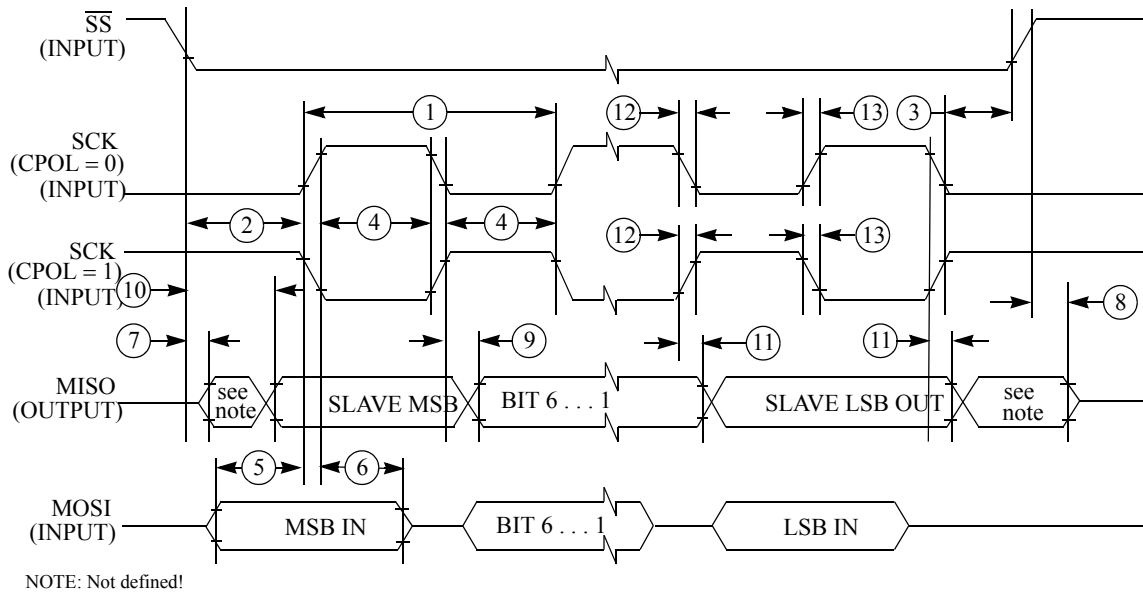 SS
(INPUT)
1
12
13
3
SCK
(CPOL = 0)
(INPUT)
2
4
4
SCK
(CPOL = 1)
(INPUT)
12
13
10
8
7
9
11
11
MISO
(OUTPUT)
see
note
SLAVE MSB
BIT 6 . . . 1
SLAVE LSB OUT
see
note
5
6
MOSI
(INPUT)
MSB IN
BIT 6 . . . 1
LSB IN
NOTE: Not defined!